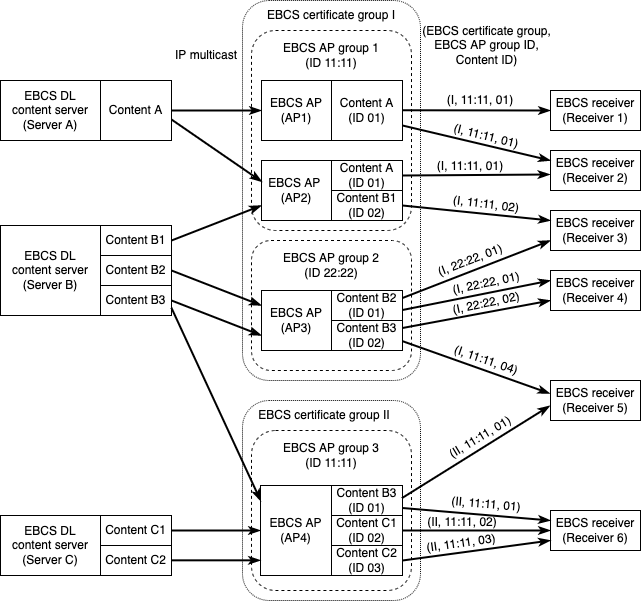 EBCS certificate group I
(EBCS certificate group,
EBCS AP group ID,
Content ID)
IP multicast
EBCS AP group 1
(ID 11:11)
EBCS DL
content server
(Server A)
Content A
EBCS AP
(AP1)
Content A
(ID 01)
(I, 11:11, 01)
EBCS receiver
(Receiver 1)
(I, 11:11, 01)
EBCS AP
(AP2)
Content A
(ID 01)
Content B1
(ID 02)
(I, 11:11, 01)
EBCS receiver
(Receiver 2)
(I, 11:11, 02)
EBCS receiver
(Receiver 3)
EBCS DL
content server
(Server B)
Content B1
Content B2
Content B3
EBCS AP group 2
(ID 22:22)
EBCS AP
(AP3)
Content B2
(ID 01)
Content B3
(ID 02)
(I, 22:22, 01)
(I, 22:22, 01)
(I, 22:22, 02)
EBCS receiver
(Receiver 4)
(I, 11:11, 04)
EBCS receiver
(Receiver 5)
EBCS certificate group II
EBCS AP group 3
(ID 11:11)
(II, 11:11, 01)
EBCS DL
content server
(Server C)
Content C1
Content C2
EBCS AP
(AP4)
Content B3
(ID 01)
Content C1
(ID 02)
Content C2
(ID 03)
(II, 11:11, 01)
(II, 11:11, 02)
(II, 11:11, 03)
EBCS receiver
(Receiver 6)